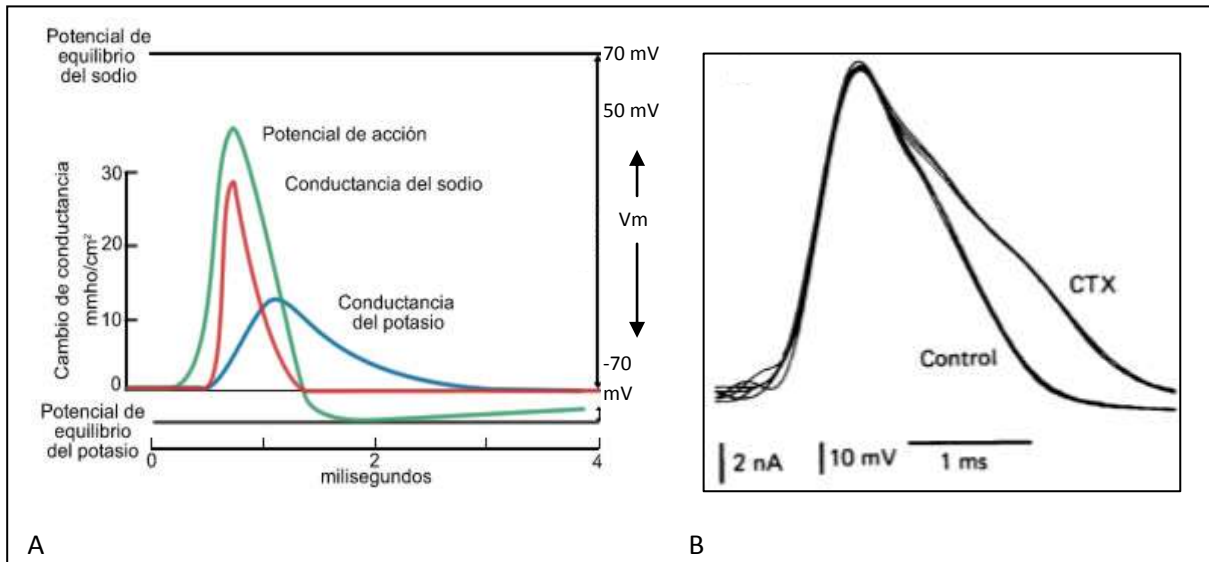 Potencial de
equilibrio
del sodio
70 mV
50 mV
Potencial de acción
Conductancia del sodio
Cambio de conductancia
mmho/cm²
30
20
10
0
Vm
Conductancia
del potasio
-70
mV
Potencial de
equilibrio
del potasio
0
2
4
milisegundos
A
CTX
Control
2 nA
10 mV
1 ms
B